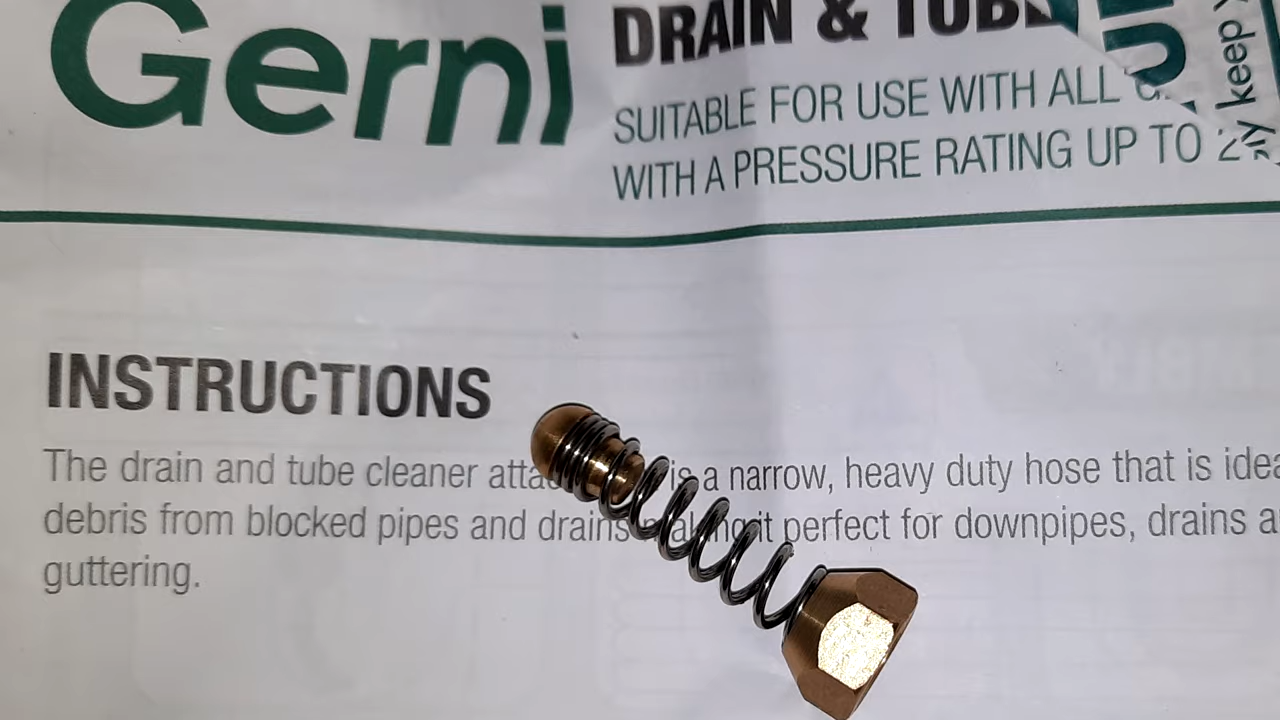 Gerni
DRAIN & TUBE
SUITABLE FOR USE WITH ALL
WITH A PRESSURE RATING UP TO
keep
INSTRUCTIONS
The drain and tube cleaner is a narrow, heavy duty hose that is
debris from blocked pipes and drains making it perfect for downpipes, drains
guttering.